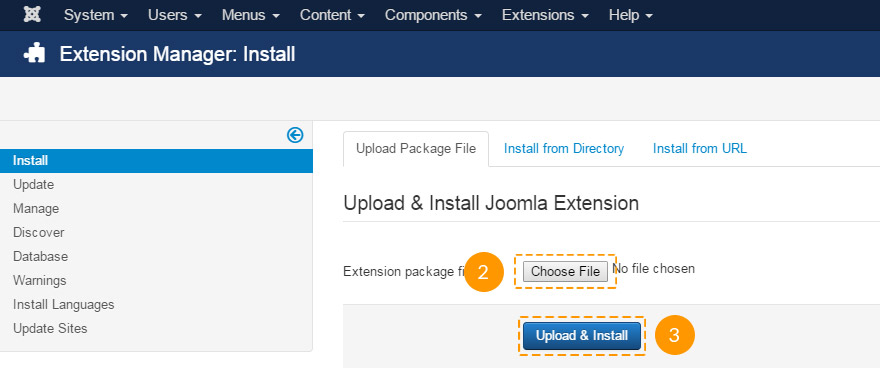 System Users Menus Content Components Extensions Help
Extension Manager: Install
Upload Package File Install from Directory Install from URL
Install
Update
Manage
Discover
Database
Warnings
Install Languages
Update Sites
Upload & Install Joomla Extension
Extension package fi 2 Choose File No file chosen
Upload & Install 3